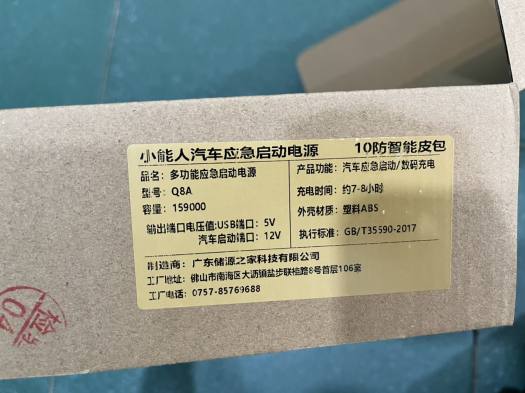 小能人汽车应急启动电源 10防智能皮包
品名：多功能应急启动电源
型号：Q8A
容量：159000
输出端口电压值:USB端口：5V
汽车启动端口：12V
产品功能：汽车应急启动/数码充电
充电时间：约7-8小时
外壳材质：塑料ABS
执行标准：GB/T35590-2017
制造商：广东储源之家科技有限公司
工厂地址：佛山市南海区大沥镇盐步联桂路8号首层106室
工厂电话：0757-85769688